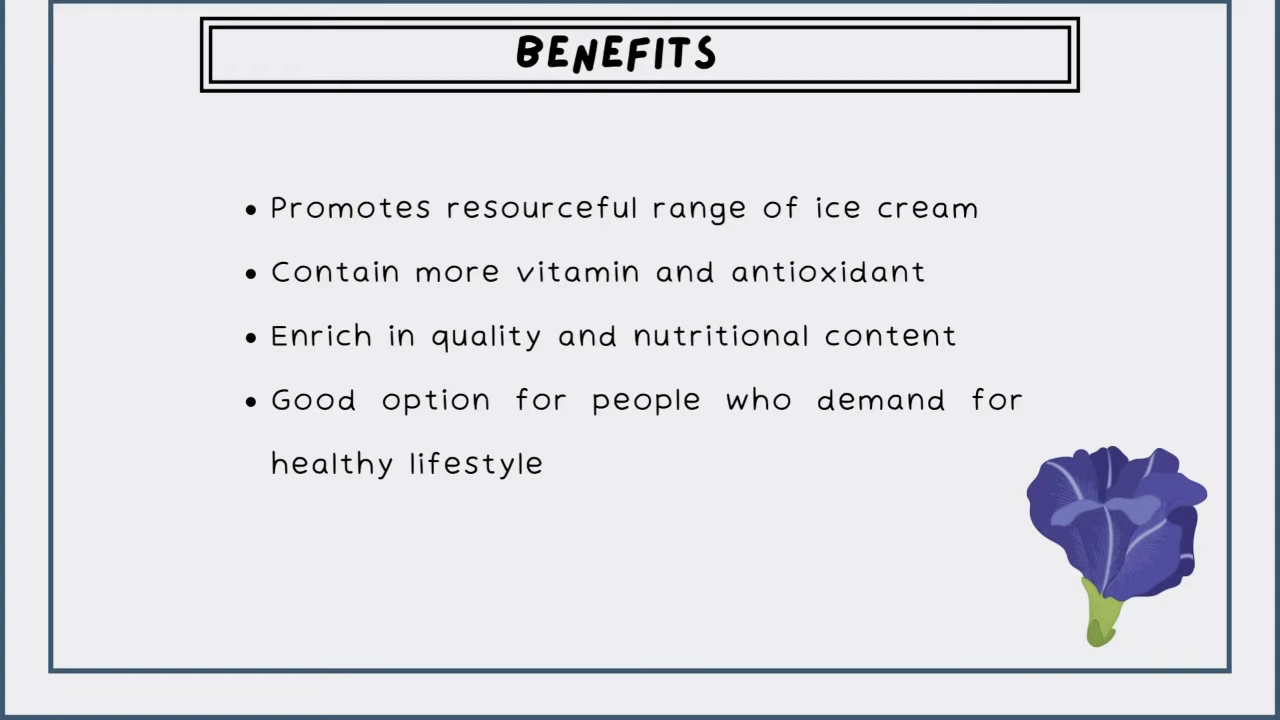 BENEFITS
• Promotes resourceful range of ice cream
• Contain more vitamin and antioxidant
• Enrich in quality and nutritional content
• Good option for people who demand for
healthy lifestyle